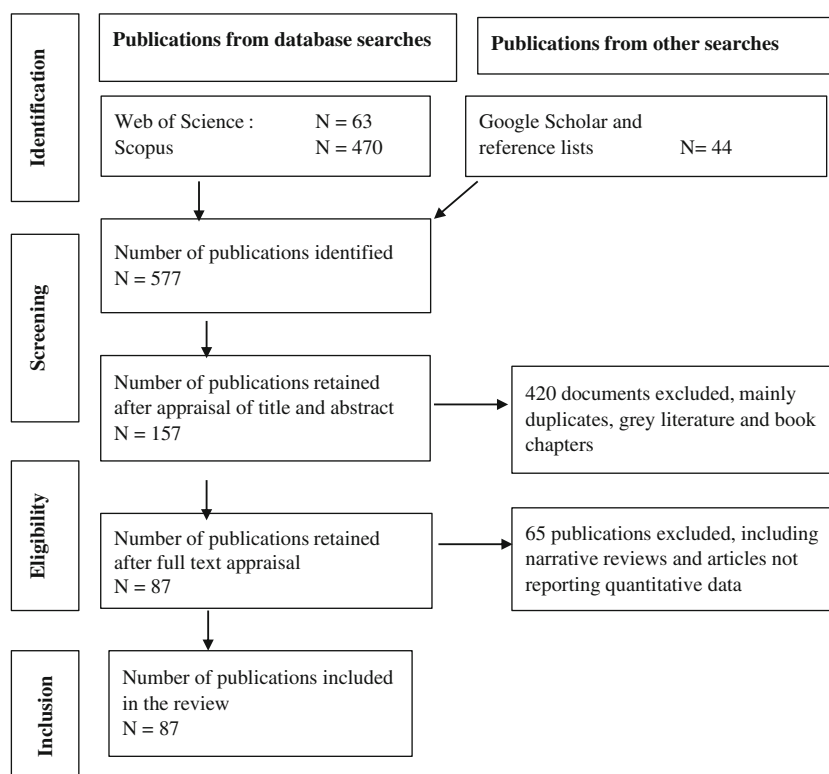 Identification
Publications from database searches
Publications from other searches
Web of Science : N = 63
Scopus N = 470
Google Scholar and
reference lists N= 44
Screening
Number of publications identified
N = 577
Number of publications retained
after appraisal of title and abstract
N = 157
420 documents excluded, mainly
duplicates, grey literature and book
chapters
Eligibility
Number of publications retained
after full text appraisal
N = 87
65 publications excluded, including
narrative reviews and articles not
reporting quantitative data
Inclusion
Number of publications included
in the review
N = 87